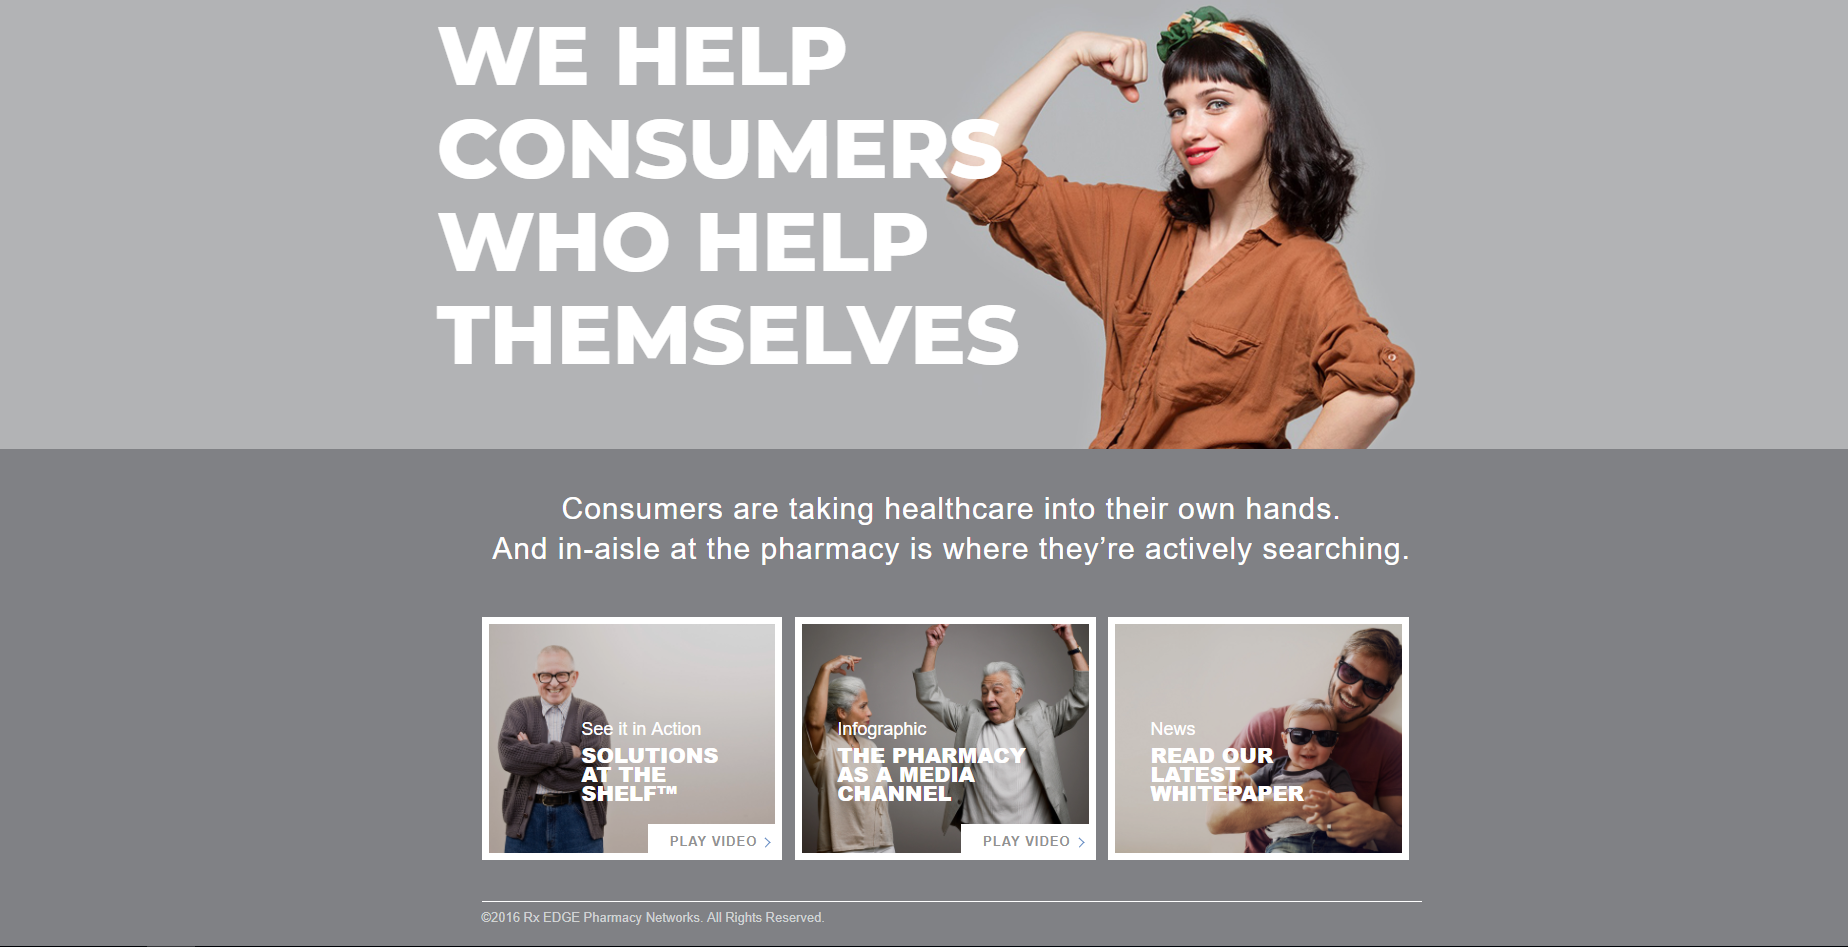 WE HELP
CONSUMERS
WHO HELP
THEMSELVES
Consumers are taking healthcare into their own hands.
And in-aisle at the pharmacy is where they’re actively searching.
See it in Action
SOLUTIONS
AT THE
SHELF™
PLAY VIDEO
Infographic
THE PHARMACY
AS A MEDIA
CHANNEL
PLAY VIDEO
News
READ OUR
LATEST
WHITEPAPER
©2016 Rx EDGE Pharmacy Networks. All Rights Reserved.